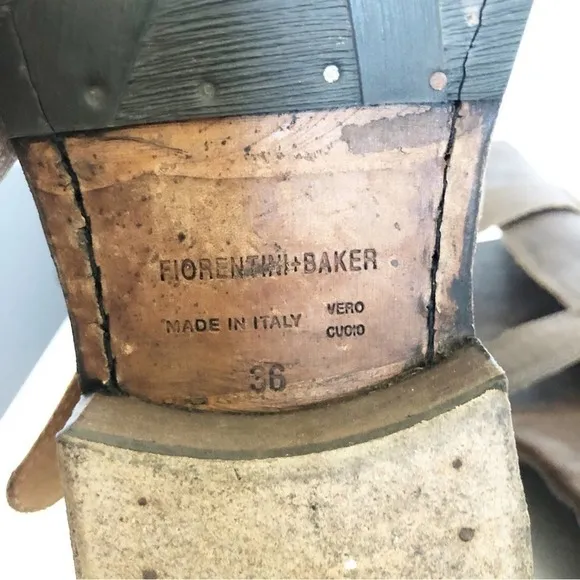 FIORENTINI+BAKER
MADE IN ITALY
VERO
CUOIO
36